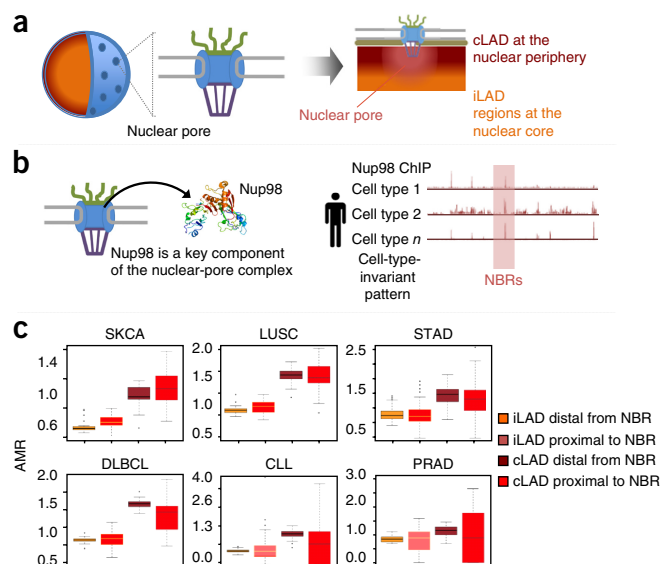 a
Nuclear pore
Nuclear pore
cLAD at the
nuclear periphery
iLAD
regions at the
nuclear core
b
Nup98
Nup98 is a key component
of the nuclear-pore complex
Nup98 ChIP
Cell type 1
Cell type 2
Cell type n
Cell-type-
invariant
pattern
NBRs
c
AMR
SKCA
1.4
1.0
0.6
LUSC
2.0
1.5
1.0
0.5
STAD
2.5
1.5
0.5
DLBCL
2.0
1.5
1.0
0.5
CLL
4.0
2.6
1.3
0.0
PRAD
3.0
2.0
1.0
0.0
iLAD distal from NBR
iLAD proximal to NBR
cLAD distal from NBR
cLAD proximal to NBR